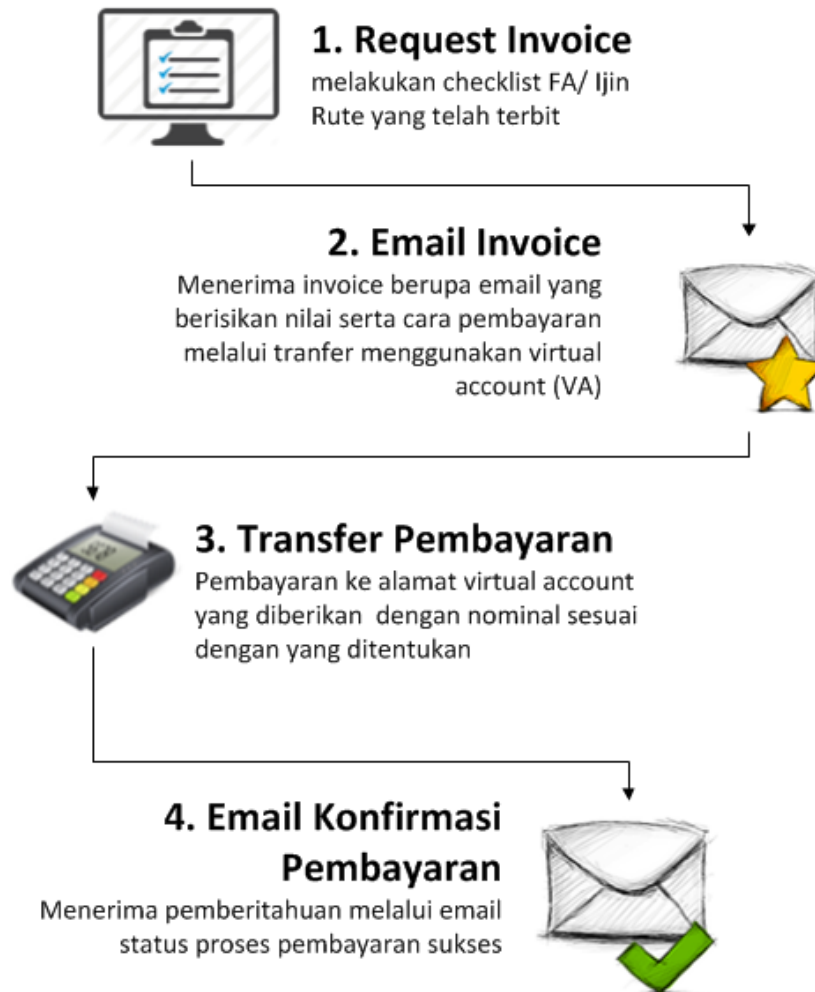 1. Request Invoice
melakukan checklist FA/ Ijin
Rute yang telah terbit
2. Email Invoice
Menerima invoice berupa email yang
berisikan nilai serta cara pembayaran
melalui tranfer menggunakan virtual
account (VA)
3. Transfer Pembayaran
Pembayaran ke alamat virtual account
yang diberikan  dengan nominal sesuai
dengan yang ditentukan
4. Email Konfirmasi
Pembayaran
Menerima pemberitahuan melalui email
status proses pembayaran sukses